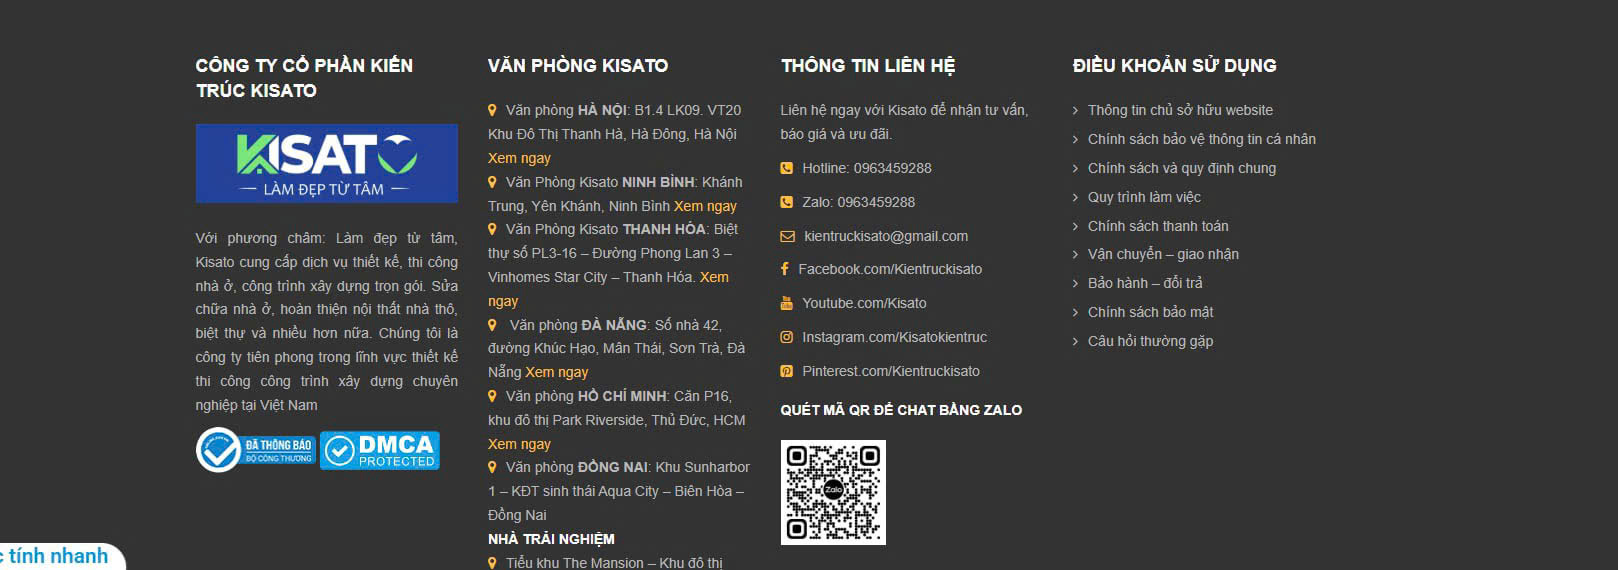 CÔNG TY CỔ PHẦN KIẾN
TRÚC KISATO
KISATO
LÀM ĐẸP TỪ TÂM
Với phương châm: Làm đẹp từ tâm,
Kisato cung cấp dịch vụ thiết kế, thi công
nhà ở, công trình xây dựng trọn gói. Sửa
chữa nhà ở, hoàn thiện nội thất nhà thô,
biệt thự và nhiều hơn nữa. Chúng tôi là
công ty tiên phong trong lĩnh vực thiết kế
thi công công trình xây dựng chuyên
nghiệp tại Việt Nam
ĐÃ THÔNG BÁO
BỘ CÔNG THƯƠNG
DMCA
PROTECTED
VĂN PHÒNG KISATO
Văn phòng HÀ NỘI: B1.4 LK09. VT20
Khu Đô Thị Thanh Hà, Hà Đông, Hà Nội
Xem ngay
Văn Phòng Kisato NINH BÌNH: Khánh
Trung, Yên Khánh, Ninh Bình Xem ngay
Văn Phòng Kisato THANH HÓA: Biệt
thự số PL3-16 – Đường Phong Lan 3 –
Vinhomes Star City – Thanh Hóa. Xem
ngay
Văn phòng ĐÀ NẴNG: Số nhà 42,
đường Khúc Hạo, Mân Thái, Sơn Trà, Đà
Nẵng Xem ngay
Văn phòng HỒ CHÍ MINH: Căn P16,
khu đô thị Park Riverside, Thủ Đức, HCM
Xem ngay
Văn phòng ĐỒNG NAI: Khu Sunharbor
1 – KĐT sinh thái Aqua City – Biên Hòa –
Đồng Nai
NHÀ TRẢI NGHIỆM
Tiểu khu The Mansion – Khu đô thị
THÔNG TIN LIÊN HỆ
Liên hệ ngay với Kisato để nhận tư vấn,
báo giá và ưu đãi.
Hotline: 0963459288
Zalo: 0963459288
kientruckisato@gmail.com
Facebook.com/Kientruckisato
Youtube.com/Kisato
Instagram.com/Kisatokientruc
Pinterest.com/Kientruckisato
QUÉT MÃ QR ĐỂ CHAT BẰNG ZALO
Zalo
ĐIỀU KHOẢN SỬ DỤNG
Thông tin chủ sở hữu website
Chính sách bảo vệ thông tin cá nhân
Chính sách và quy định chung
Quy trình làm việc
Chính sách thanh toán
Vận chuyển – giao nhận
Bảo hành – đổi trả
Chính sách bảo mật
Câu hỏi thường gặp
tính nhanh